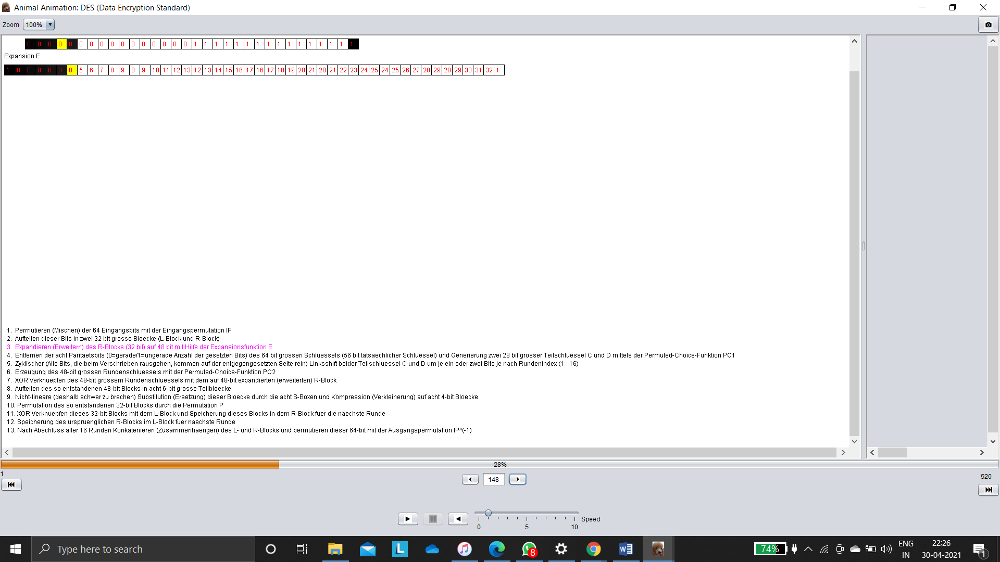 Animal Animation: DES (Data Encryption Standard)
Zoom 100%
0 0 0 0 0 0 0 0 0 0 0 0 0 0 0 0 1 1 1 1 1 1 1 1 1 1 1 1 1 1 1 1
Expansion E
1 0 0 0 0 0 0 5 6 7 8 9 8 9 10 11 12 13 12 13 14 15 16 17 16 17 18 19 20 21 20 21 22 23 24 25 24 25 26 27 28 29 28 29 30 31 32 1
1. Permutieren (Mischen) der 64 Eingangsbits mit der Eingangspermutation IP
2. Aufteilen dieser Bits in zwei 32 bit grosse Bloecke (L-Block und R-Block)
3. Expandieren (Erweitern) des R-Blocks (32 bit) auf 48 bit mit Hilfe der Expansionsfunktion E
4. Entfernen der acht Paritaetsbits (0=gerade/1=ungerade Anzahl der gesetzten Bits) des 64 bit grossen Schluessels (56 bit tatsaechlicher Schluessel) und Generierung zwei 28 bit grosser Teilschluessel C und D mittels der Permuted-Choice-Funktion PC1
5. Zyklischer (Alle Bits, die beim Verschrieben rausgehen, kommen auf der entgegengesetzten Seite rein) Linksshift beider Teilschluessel C und D um je ein oder zwei Bits je nach Rundenindex (1 - 16)
6. Erzeugung des 48-bit grossen Rundenschluessels mit der Permuted-Choice-Funktion PC2
7. XOR Verknuepfen des 48-bit grossem Rundenschluessels mit dem auf 48-bit expandierten (erweiterten) R-Block
8. Aufteilen des so entstandenen 48-bit Blocks in acht 6-bit grosse Teilbloecke
9. Nicht-lineare (deshalb schwer zu brechen) Substitution (Ersetzung) dieser Bloecke durch die acht S-Boxen und Kompression (Verkleinerung) auf acht 4-bit Bloecke
10. Permutation des so entstandenen 32-bit Blocks durch die Permutation P
11. XOR Verknuepfen dieses 32-bit Blocks mit dem L-Block und Speicherung dieses Blocks in dem R-Block fuer die naechste Runde
12. Speicherung des urspruenglichen R-Blocks im L-Block fuer naechste Runde
13. Nach Abschluss aller 16 Runden Konkatenieren (Zusammenhaengen) des L- und R-Blocks und permutieren dieser 64-bit mit der Ausgangspermutation IP^(-1)
28%
1
148
520
Speed
0 5 10
Type here to search
L
8
W
74%
ENG
IN
22:26
30-04-2021
1